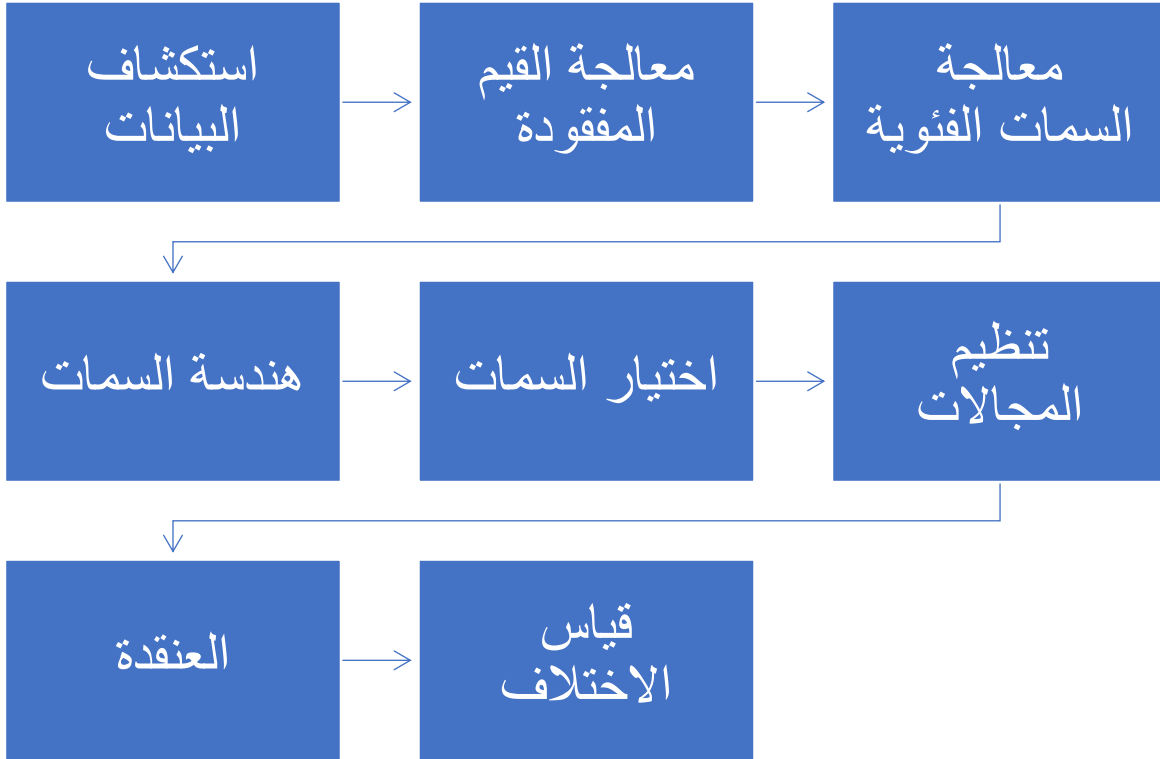 استكشاف
البيانات
معالجة القيم
المفقودة
معالجة
السمات الفئوية
هندسة السمات
اختيار السمات
تنظيم
المجالات
العنقدة
قياس
الاختلاف